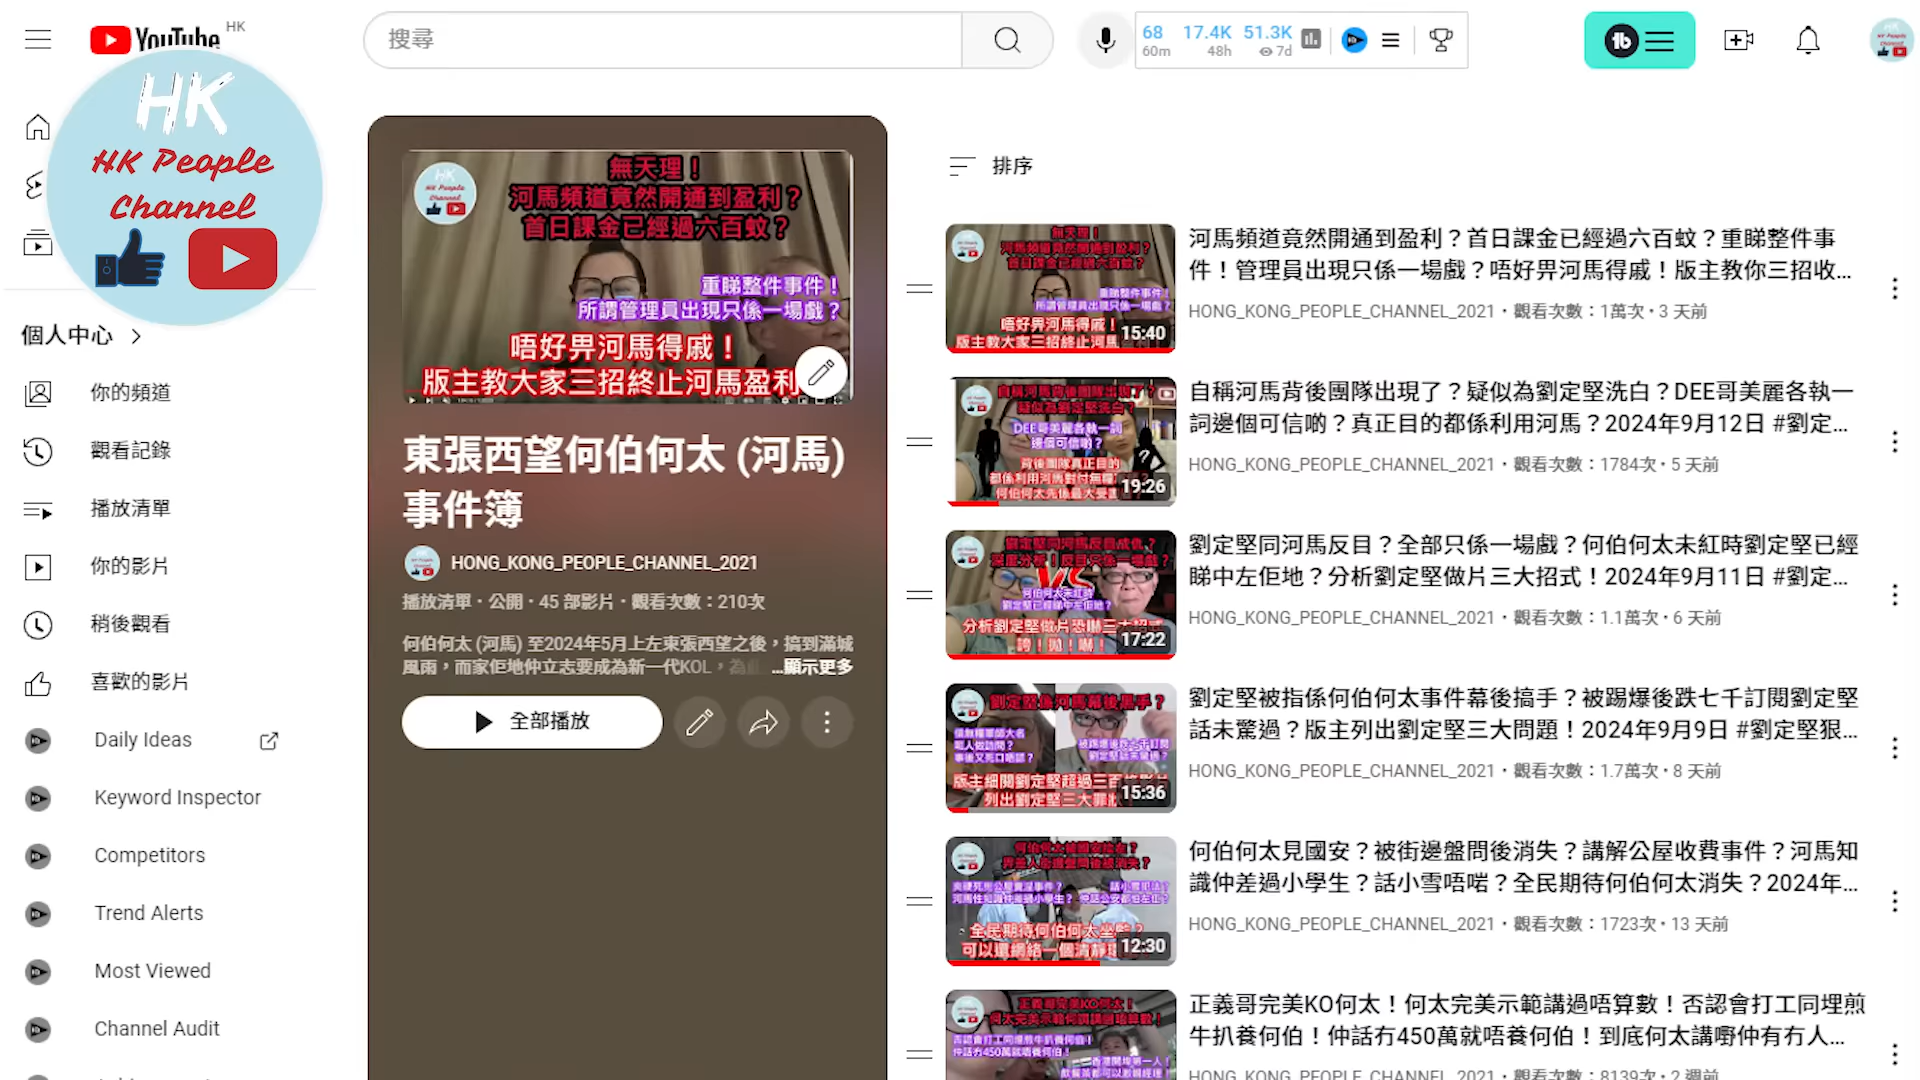 YouTube HK
搜尋
68 17.4K 51.3K
60m 48h 7d
HK
HK People
Channel
個人中心
你的頻道
觀看記錄
播放清單
你的影片
稍後觀看
喜歡的影片
Daily Ideas
Keyword Inspector
Competitors
Trend Alerts
Most Viewed
Channel Audit
無天理！
河馬頻道竟然開通到盈利？
首日課金已經過六百蚊？
重睇整件事件！
所謂管理員出現只係一場戲？
唔好畀河馬得戚！
版主教大家三招終止河馬盈利
東張西望何伯何太 (河馬)
事件簿
HONG_KONG_PEOPLE_CHANNEL_2021
播放清單・公開・45 部影片・觀看次數：210次
何伯何太 (河馬) 至2024年5月上左東張西望之後，搞到滿城
風雨，而家佢地仲立志要成為新一代KOL，為 ...顯示更多
全部播放
排序
15:40
河馬頻道竟然開通到盈利？首日課金已經過六百蚊？重睇整件事
件！管理員出現只係一場戲？唔好畀河馬得戚！版主教你三招收...
HONG_KONG_PEOPLE_CHANNEL_2021・觀看次數：1萬次・3 天前
19:26
自稱河馬背後團隊出現了？疑似為劉定堅洗白？DEE哥美麗各執一
詞邊個可信啲？真正目的都係利用河馬？2024年9月12日 #劉定...
HONG_KONG_PEOPLE_CHANNEL_2021・觀看次數：1784次・5 天前
17:22
劉定堅同河馬反目？全部只係一場戲？何伯何太未紅時劉定堅已經
睇中左佢地？分析劉定堅做片三大招式！2024年9月11日 #劉定...
HONG_KONG_PEOPLE_CHANNEL_2021・觀看次數：1.1萬次・6 天前
15:36
劉定堅被指係何伯何太事件幕後搞手？被踢爆後跌七千訂閱劉定堅
話未驚過？版主列出劉定堅三大問題！2024年9月9日 #劉定堅狠...
HONG_KONG_PEOPLE_CHANNEL_2021・觀看次數：1.7萬次・8 天前
12:30
何伯何太見國安？被街邊盤問後消失？講解公屋收費事件？河馬知
識仲差過小學生？話小雪唔啱？全民期待何伯何太消失？2024年...
HONG_KONG_PEOPLE_CHANNEL_2021・觀看次數：1723次・13 天前
正義哥完美KO何太！何太完美示範講過唔算數！否認會打工同埋煎
牛扒養何伯！仲話冇450萬就唔養何伯！到底何太講嘢仲有冇人...
HONG_KONG_PEOPLE_CHANNEL_2021・觀看次數：8139次・2 週前